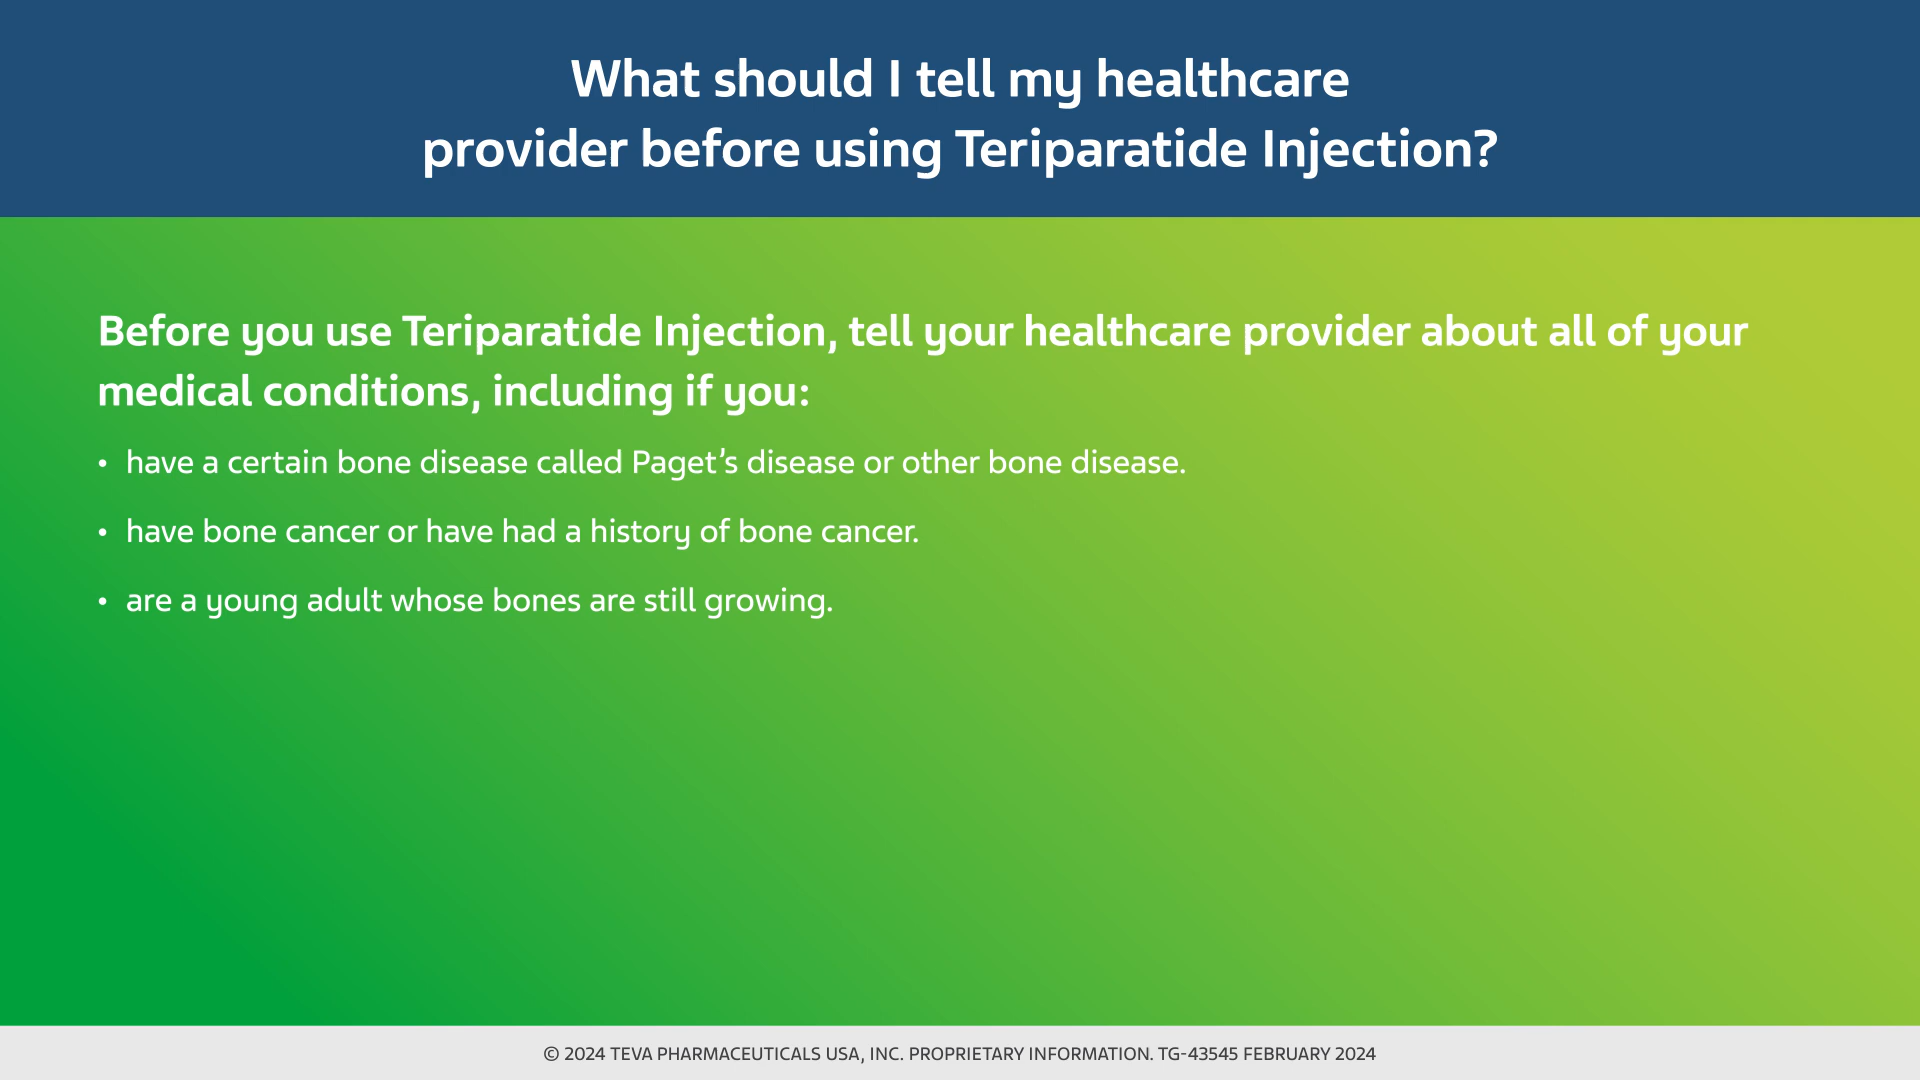 What should I tell my healthcare
provider before using Teriparatide Injection?
Before you use Teriparatide Injection, tell your healthcare provider about all of your
medical conditions, including if you:
• have a certain bone disease called Paget’s disease or other bone disease.
• have bone cancer or have had a history of bone cancer.
• are a young adult whose bones are still growing.
© 2024 TEVA PHARMACEUTICALS USA, INC. PROPRIETARY INFORMATION. TG-43545 FEBRUARY 2024